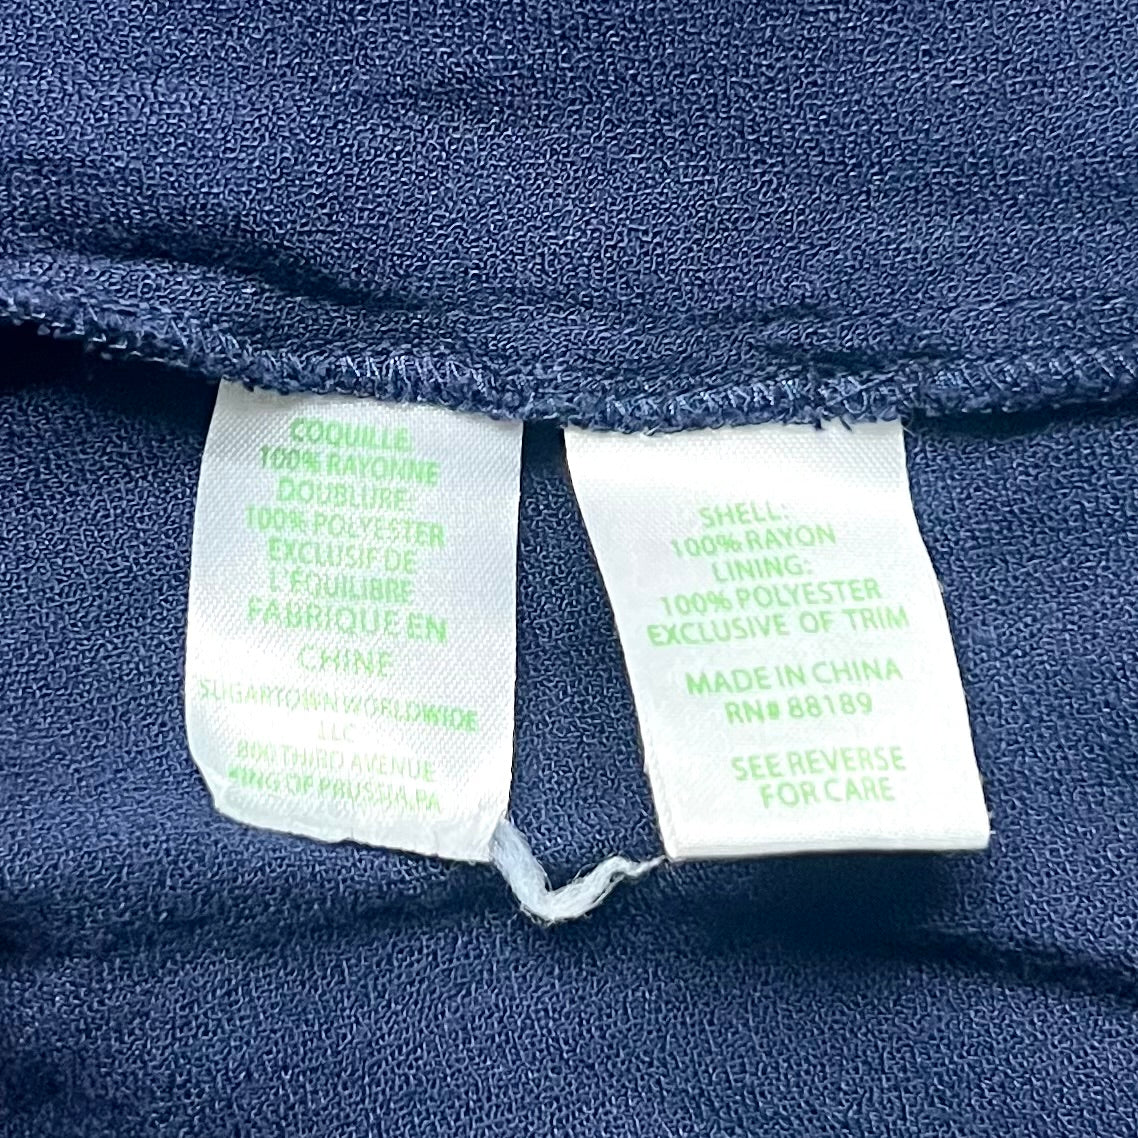 COQUILLE:
100% RAYONNE
DOUBLURE:
100% POLYESTER
EXCLUSIF DE
L'ÉQUILIBRE
FABRIQUE EN
CHINE
SUGARTOWN WORLDWIDE
LLC
800 THIRD AVENUE
KING OF PRUSSIA, PA
SHELL:
100% RAYON
LINING:
100% POLYESTER
EXCLUSIVE OF TRIM
MADE IN CHINA
RN# 88189
SEE REVERSE
FOR CARE